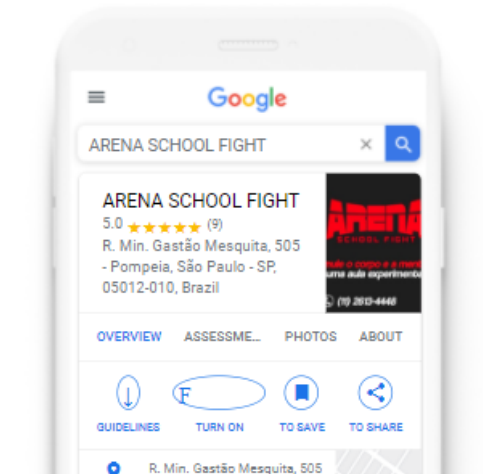 Google
ARENA SCHOOL FIGHT
ARENA SCHOOL FIGHT
5.0 (9)
R. Min. Gastão Mesquita, 505
- Pompeia, São Paulo - SP,
05012-010, Brazil
ARENA
SCHOOL FIGHT
o corpo e a
uma aula experimenta
(11) 2613-4446
OVERVIEW ASSESSME... PHOTOS ABOUT
F
GUIDELINES TURN ON TO SAVE TO SHARE
R. Min. Gastão Mesquita, 505